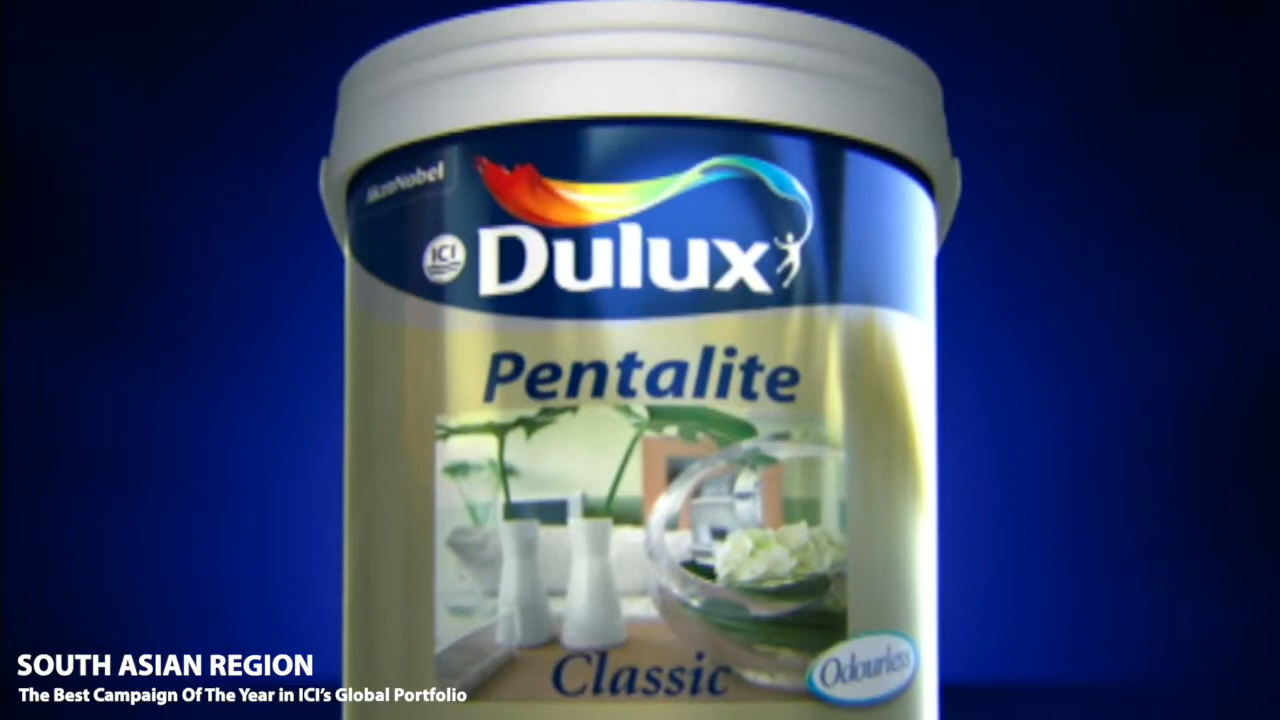 AkzoNobel
ICI
Dulux
Pentalite
Classic
Odourless
SOUTH ASIAN REGION
The Best Campaign Of The Year in ICI's Global Portfolio